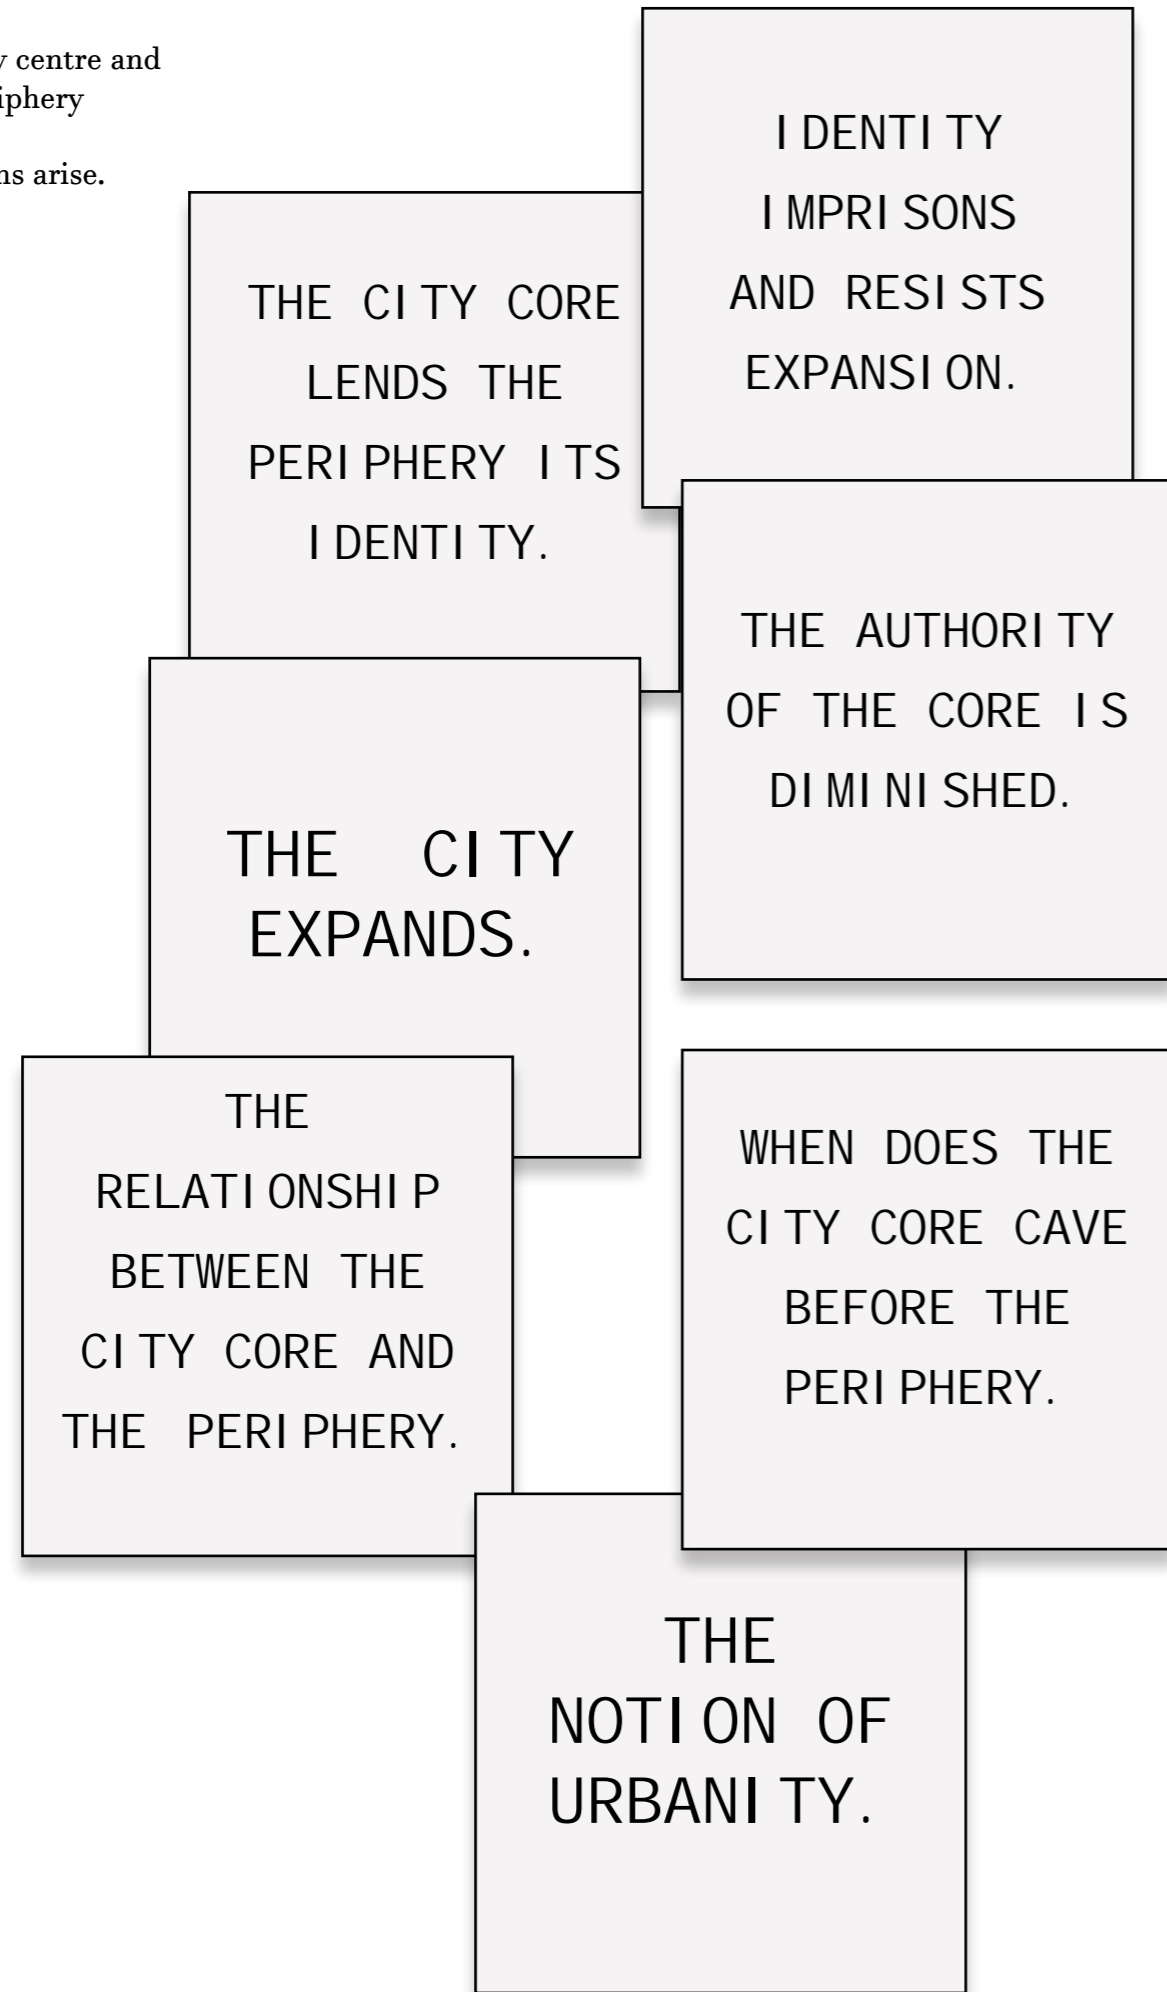 centre and
arise.
IDENTITY
IMPRISONS
AND RESISTS
EXPANSION.
THE CITY CORE
LENDS THE
PERIPHERY ITS
IDENTITY.
THE AUTHORITY
OF THE CORE IS
DIMINISHED.
THE CITY
EXPANDS.
THE
RELATIONSHIP
BETWEEN THE
CITY CORE AND
THE PERIPHERY.
WHEN DOES THE
CITY CORE CAVE
BEFORE THE
PERIPHERY.
THE
NOTION OF
URBANITY.